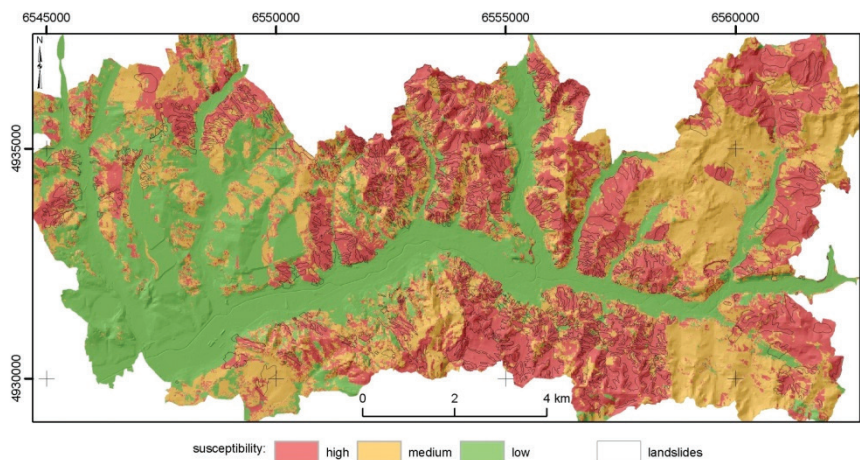 6545000 6550000 6555000 6560000
N
4935000
4930000
0 2 4 km
susceptibility: high medium low landslides